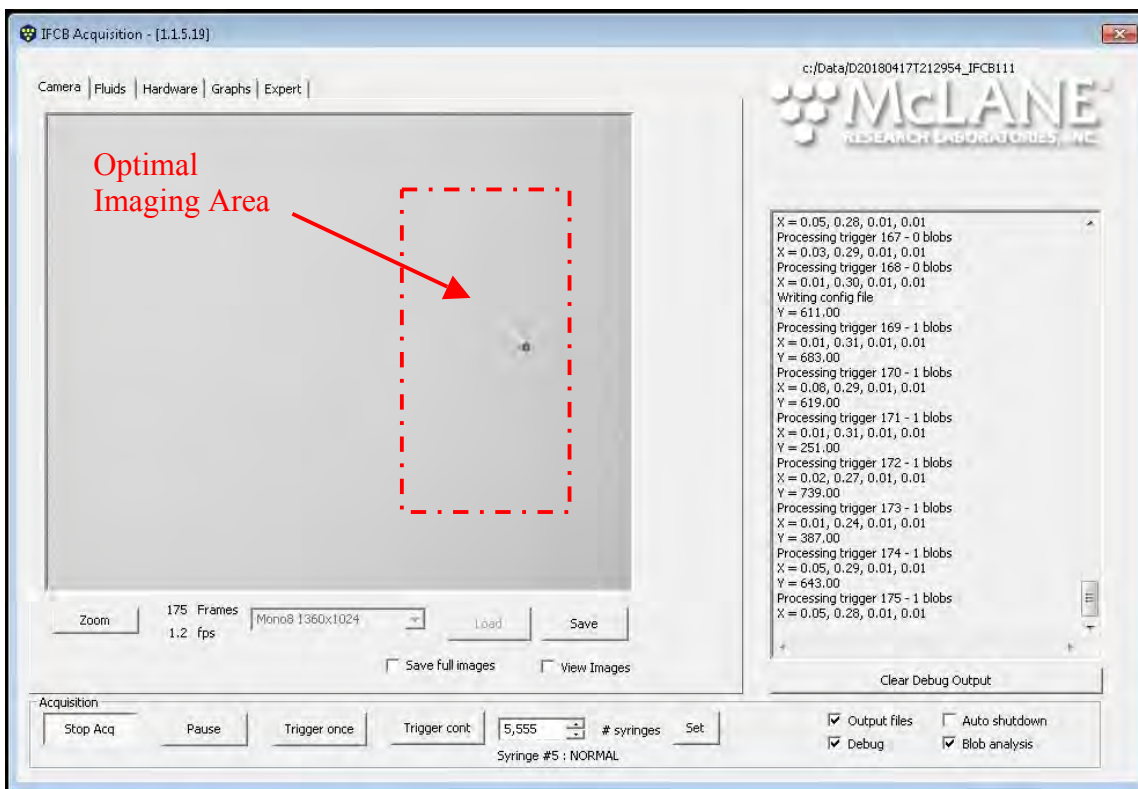 IFCB Acquisition - [1.1.5.19]
c:/Data/D20180417T212954_IFCB111
McLANE
RESEARCH LABORATORIES, INC.
Camera Fluids Hardware Graphs Expert
Optimal
Imaging Area
X = 0.05, 0.28, 0.01, 0.01
Processing trigger 167 - 0 blobs
X = 0.03, 0.29, 0.01, 0.01
Processing trigger 168 - 0 blobs
X = 0.01, 0.30, 0.01, 0.01
Writing config file
Y = 611.00
Processing trigger 169 - 1 blobs
X = 0.01, 0.31, 0.01, 0.01
Y = 683.00
Processing trigger 170 - 1 blobs
X = 0.08, 0.29, 0.01, 0.01
Y = 619.00
Processing trigger 171 - 1 blobs
X = 0.01, 0.31, 0.01, 0.01
Y = 251.00
Processing trigger 172 - 1 blobs
X = 0.02, 0.27, 0.01, 0.01
Y = 739.00
Processing trigger 173 - 1 blobs
X = 0.01, 0.24, 0.01, 0.01
Y = 387.00
Processing trigger 174 - 1 blobs
X = 0.05, 0.29, 0.01, 0.01
Y = 643.00
Processing trigger 175 - 1 blobs
X = 0.05, 0.28, 0.01, 0.01
Zoom
175 Frames
1.2 fps
Mono8 1360x1024
Load
Save
Save full images
View Images
Clear Debug Output
Acquisition
Stop Acq
Pause
Trigger once
Trigger cont
5,555
# syringes
Set
Syringe #5 : NORMAL
Output files
Auto shutdown
Debug
Blob analysis